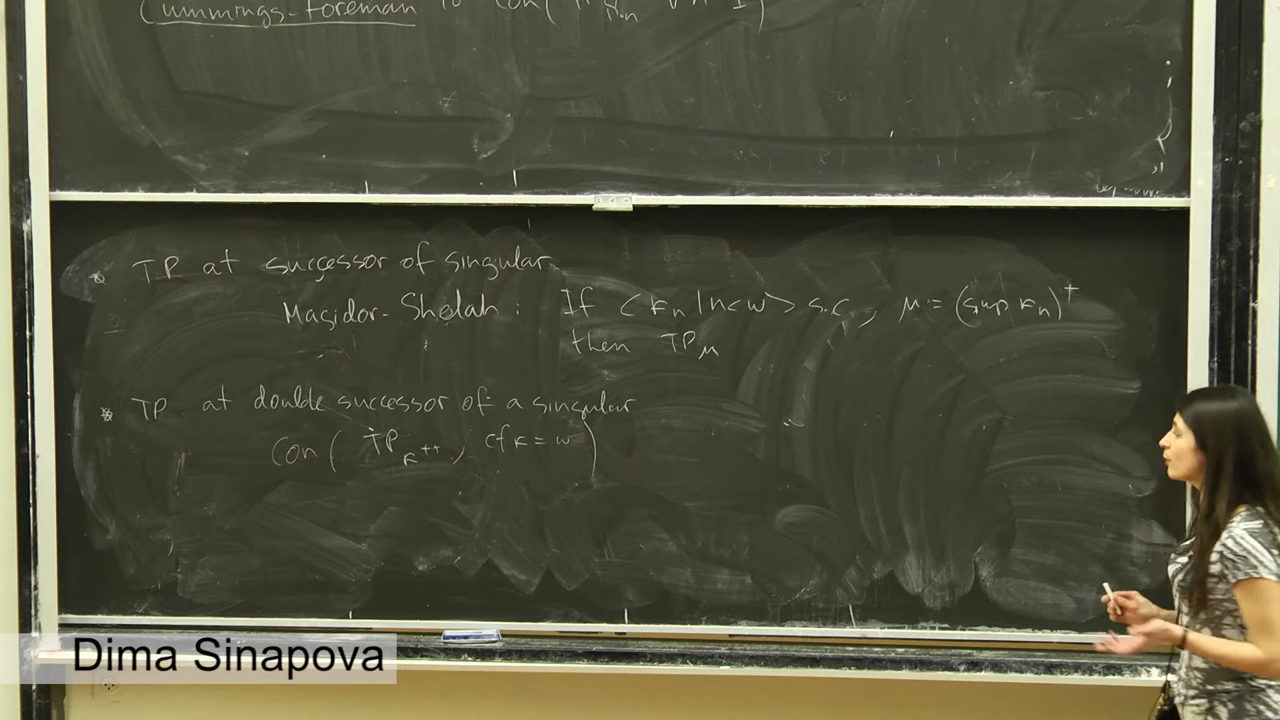 Cummings-Foreman Con(
* TP at successor of singular
Magidor-Shelah: If <κn|n<ω> s.c., μ = (sup κn)⁺
then TPμ
* TP at double successor of a singular
Con( TPκ⁺⁺, cf κ = ω )
Dima Sinapova